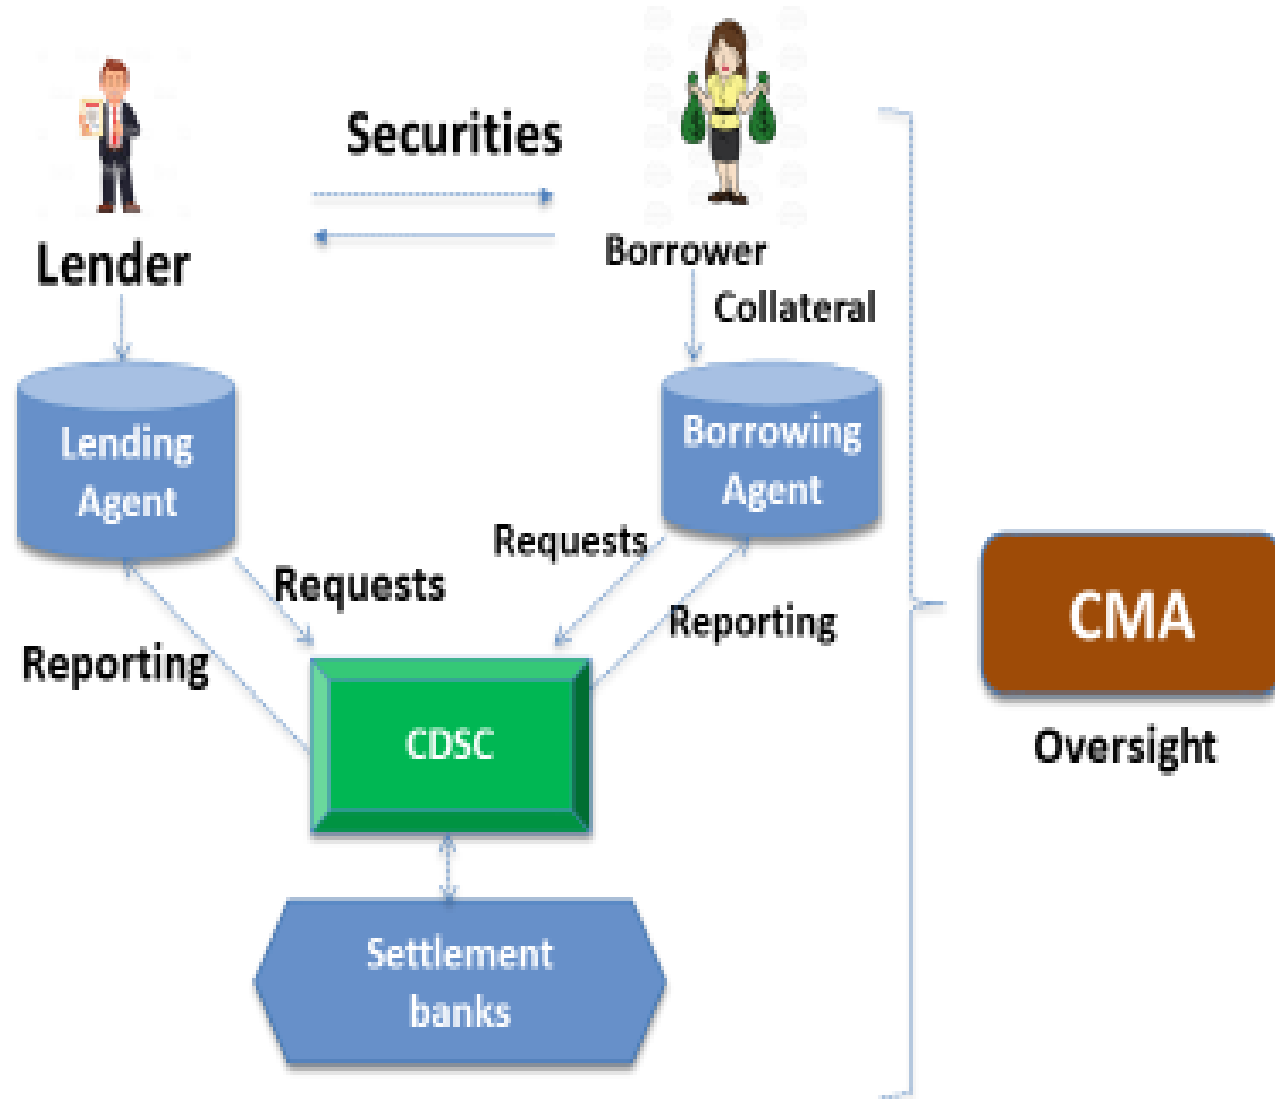 Securities
Lender
Borrower
Collateral
Lending
Agent
Borrowing
Agent
Requests
Requests
Reporting
Reporting
CDSC
CMA
Oversight
Settlement
banks